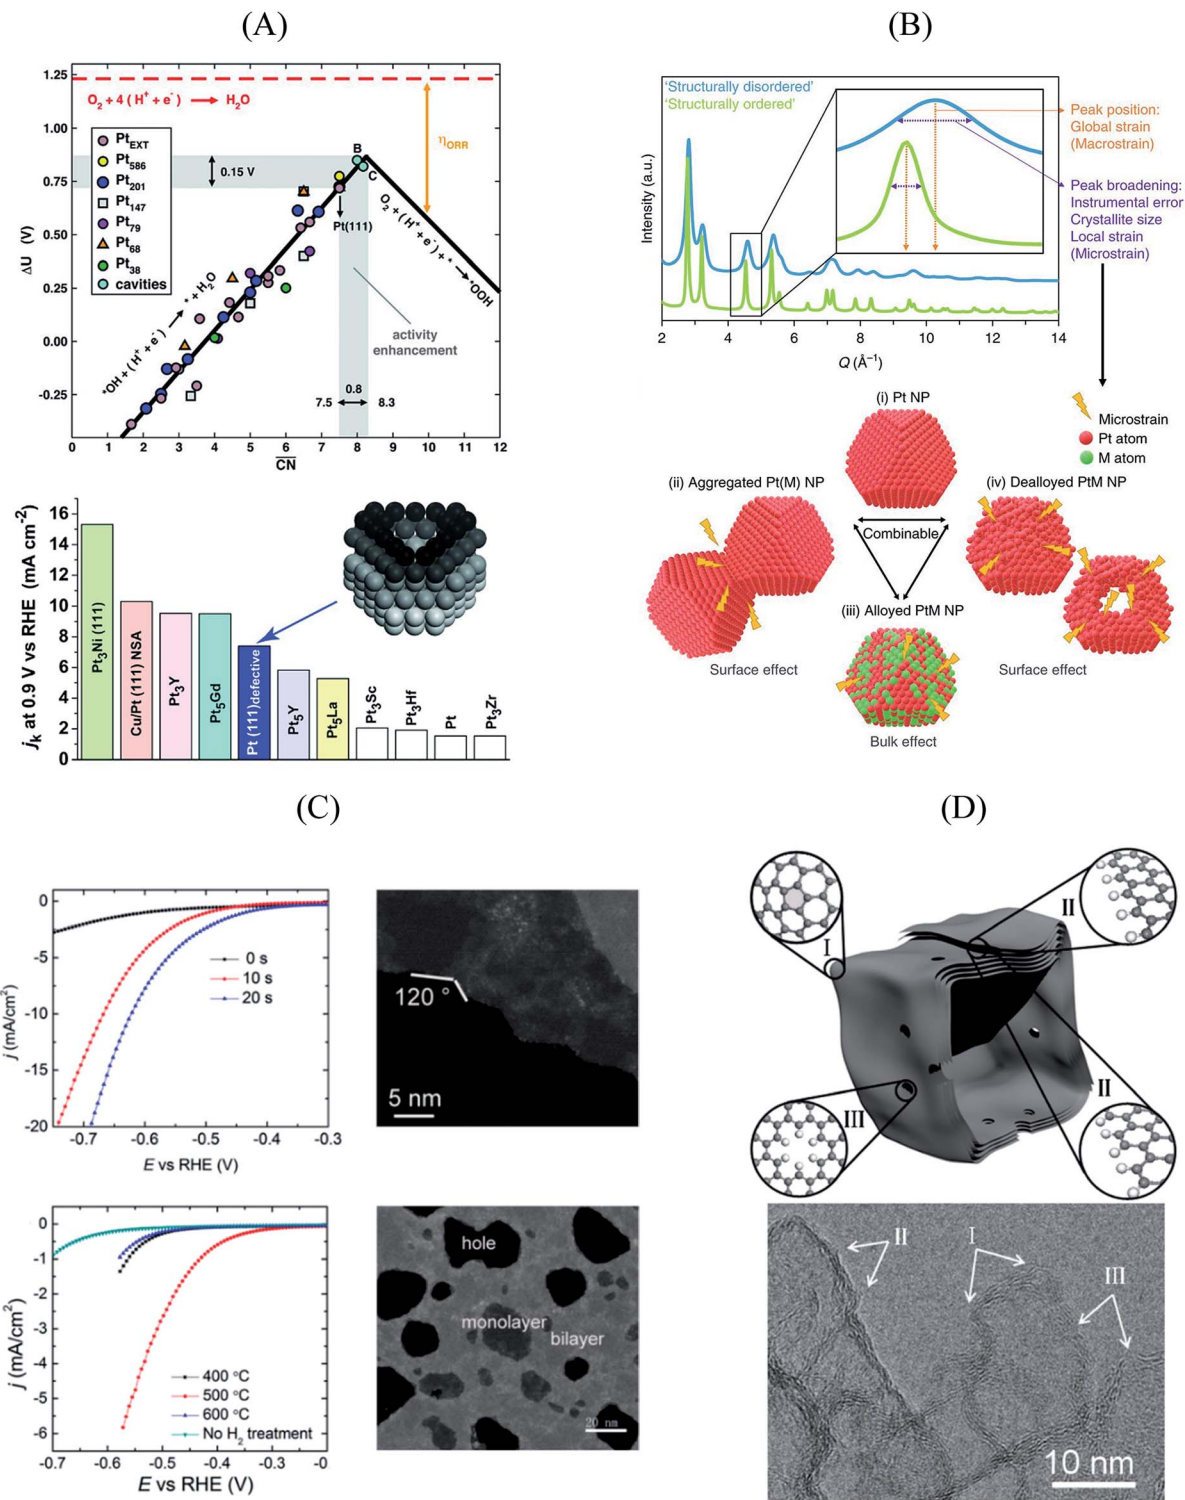 (A)
1.25
1.00
0.75
0.50
0.25
0.00
-0.25
ΔU (V)
O2 + 4 ( H+ + e-) → H2O
PtEXT
Pt586
Pt201
Pt147
Pt79
Pt68
Pt38
cavities
0.15 V
B
C
ηORR
Pt(111)
O2 + ( H+ + e-) + * → *OOH
*OH + ( H+ + e-) → * + H2O
activity
enhancement
0.8
7.5
8.3
0 1 2 3 4 5 6 7 8 9 10 11 12
CN
jk at 0.9 V vs RHE (mA cm-2)
16
14
12
10
8
6
4
2
0
Pt3Ni (111)
Cu/Pt (111) NSA
Pt3Y
Pt5Gd
Pt (111)defective
Pt5Y
Pt5La
Pt3Sc
Pt3Hf
Pt
Pt3Zr
(B)
'Structurally disordered'
'Structurally ordered'
Intensity (a.u.)
2 4 6 8 10 12 14
Q (Å−1)
Peak position:
Global strain
(Macrostrain)
Peak broadening:
Instrumental error
Crystallite size
Local strain
(Microstrain)
(i) Pt NP
Microstrain
Pt atom
M atom
(ii) Aggregated Pt(M) NP
(iv) Dealloyed PtM NP
Combinable
(iii) Alloyed PtM NP
Surface effect
Surface effect
Bulk effect
(C)
0
-5
-10
-15
-20
j (mA/cm2)
0 s
10 s
20 s
-0.7 -0.6 -0.5 -0.4 -0.3
E vs RHE (V)
120 °
5 nm
0
-1
-2
-3
-4
-5
-6
j (mA/cm2)
400 °C
500 °C
600 °C
No H2 treatment
-0.7 -0.6 -0.5 -0.4 -0.3 -0
E vs RHE (V)
hole
monolayer
bilayer
20 nm
(D)
I
II
II
III
II
I
III
10 nm